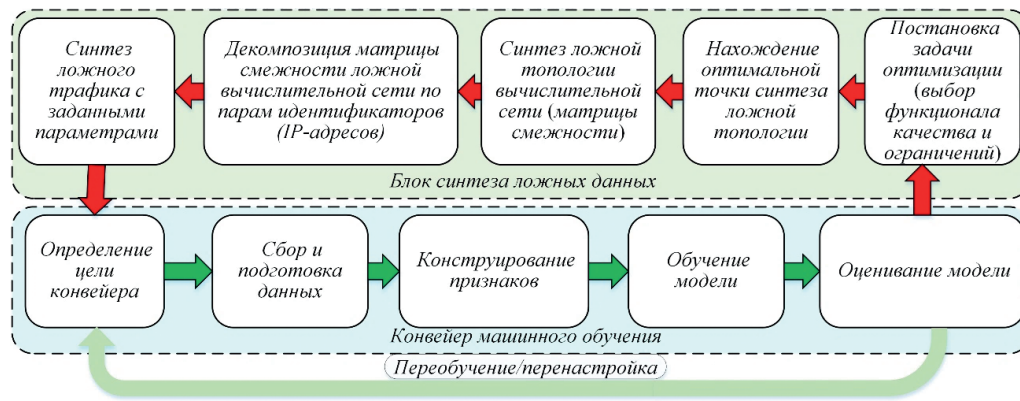 Синтез
ложного
трафика с
заданными
параметрами
Декомпозиция матрицы
смежности ложной
вычислительной сети по
парам идентификаторов
(IP-адресов)
Синтез ложной
топологии
вычислительной
сети (матрицы
смежности)
Нахождение
оптимальной
точки синтеза
ложной
топологии
Постановка
задачи
оптимизации
(выбор
функционала
качества и
ограничений)
Блок синтеза ложных данных
Определение
цели
конвейера
Сбор и
подготовка
данных
Конструирование
признаков
Обучение
модели
Оценивание модели
Конвейер машинного обучения
Переобучение/перенастройка